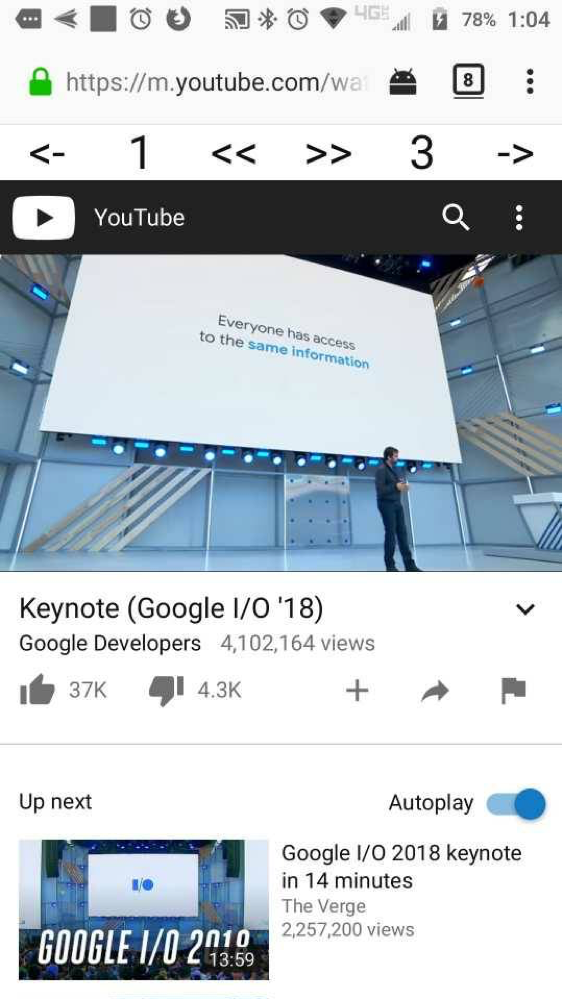 4G 78% 1:04
https://m.youtube.com/wa
8
<- 1 << >> 3 ->
YouTube
Everyone has access
to the same information
Keynote (Google I/O '18)
Google Developers 4,102,164 views
37K 4.3K
Up next Autoplay
Google I/O 2018 keynote
in 14 minutes
The Verge
2,257,200 views
I/O
GOOGLE I/O 2018
13:59